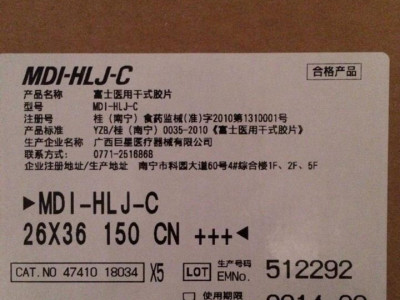 MDI-HLJ-C
合格产品
产品名称 富士医用干式胶片
型号 MDI-HLJ-C
注册号 桂（南宁）食药监械(准)字2010第1310001号
产品标准 YZB/桂（南宁）0035-2010《富士医用干式胶片》
生产企业 广西巨星医疗器械有限公司
联系方式: 0771-2516868
企业注册地址/生产地址 南宁市科园大道60号4#综合楼1F、2F、5F
►MDI-HLJ-C
26X36 150 CN +++◄
CAT.NO 47410 18034 X5 LOT 生产编号 EMNo. 512292
使用期限